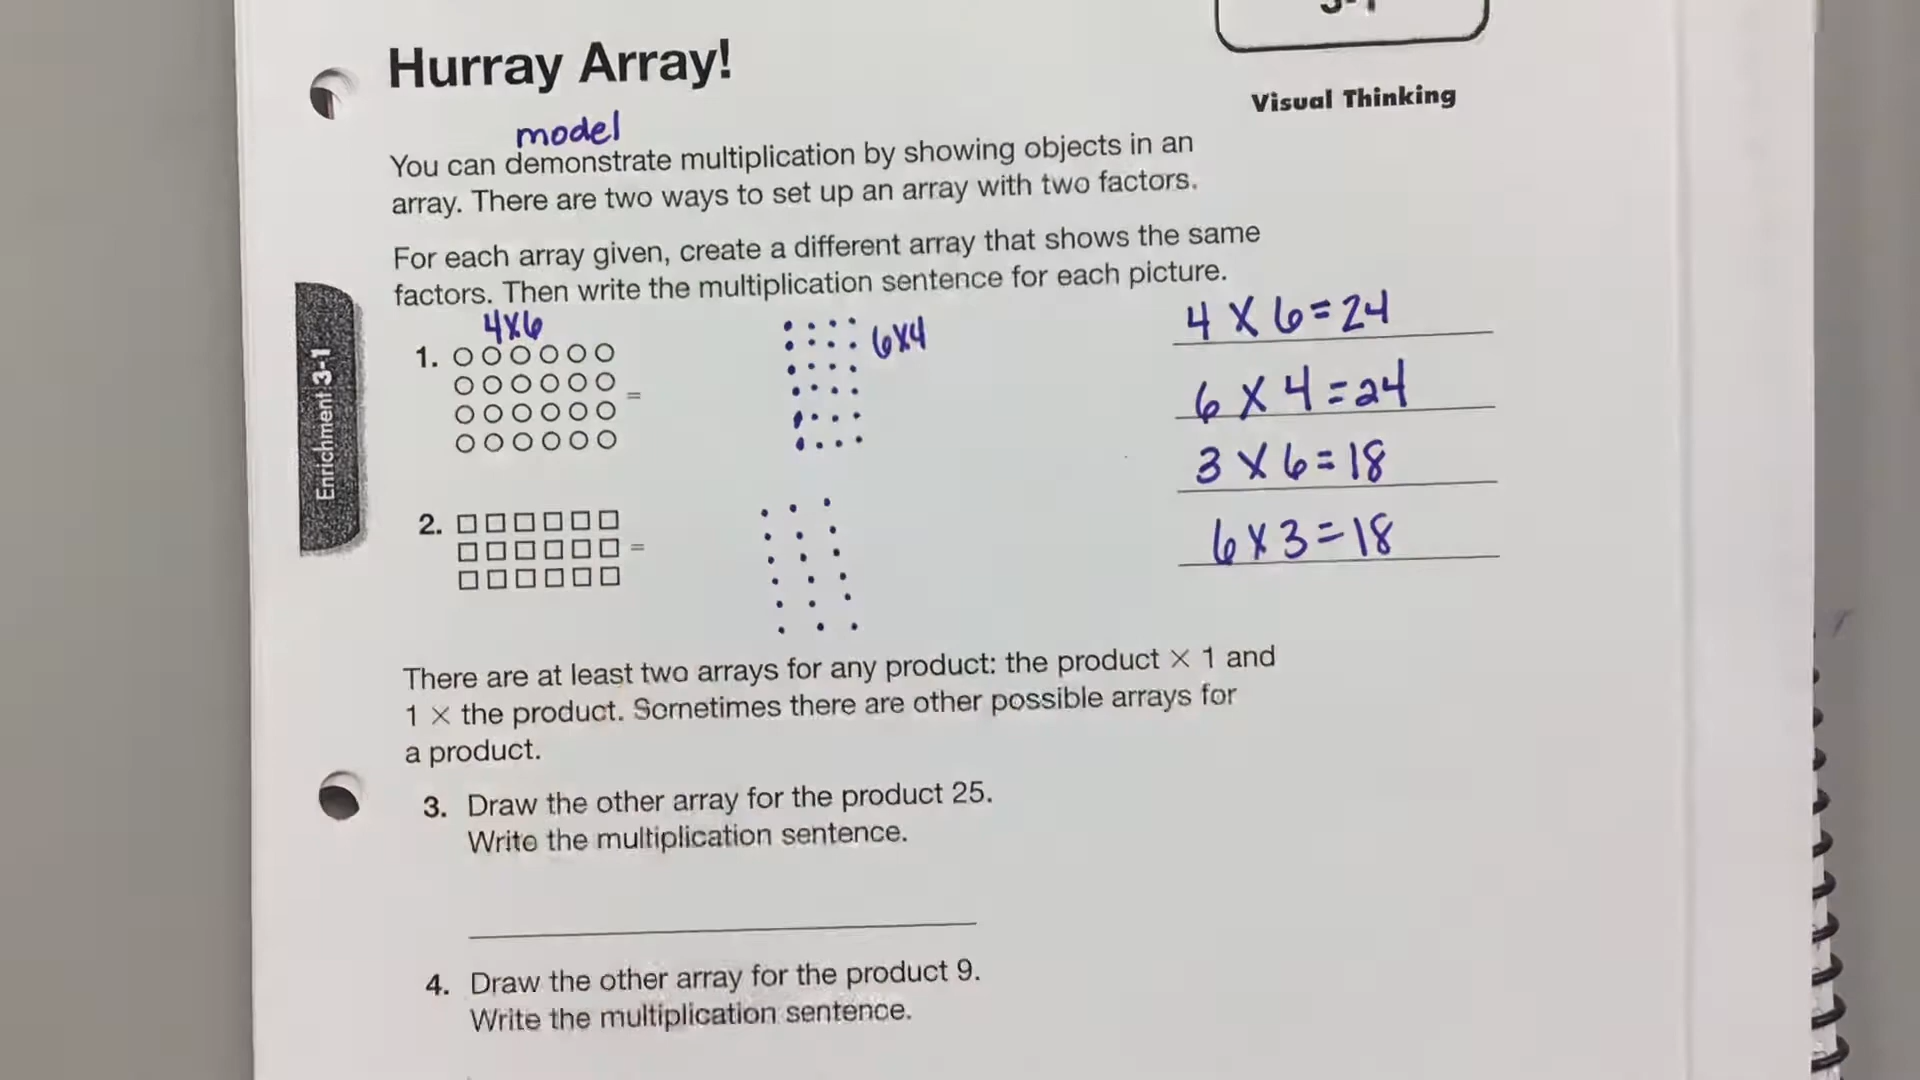 Hurray Array!
Visual Thinking
model
You can demonstrate multiplication by showing objects in an
array. There are two ways to set up an array with two factors.
For each array given, create a different array that shows the same
factors. Then write the multiplication sentence for each picture.
4x6
1.
=
6x4
4 x 6 = 24
6 x 4 = 24
3 x 6 = 18
6 x 3 = 18
2.
=
Enrichment 3-1
There are at least two arrays for any product: the product × 1 and
1 × the product. Sometimes there are other possible arrays for
a product.
3. Draw the other array for the product 25.
Write the multiplication sentence.
4. Draw the other array for the product 9.
Write the multiplication sentence.